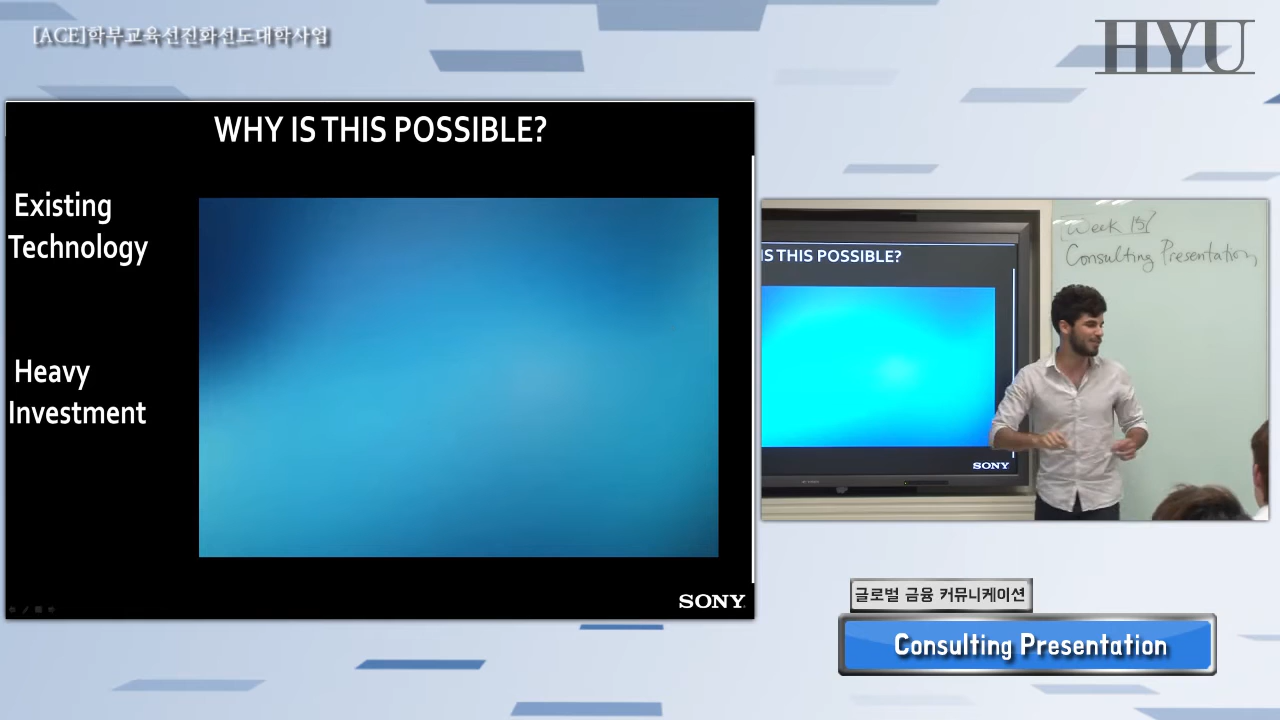 [ACE]학부교육선진화선도대학사업
HYU
WHY IS THIS POSSIBLE?
Existing
Technology
Heavy
Investment
SONY
IS THIS POSSIBLE?
SONY
Week 15
Consulting Presentation
글로벌 금융 커뮤니케이션
Consulting Presentation